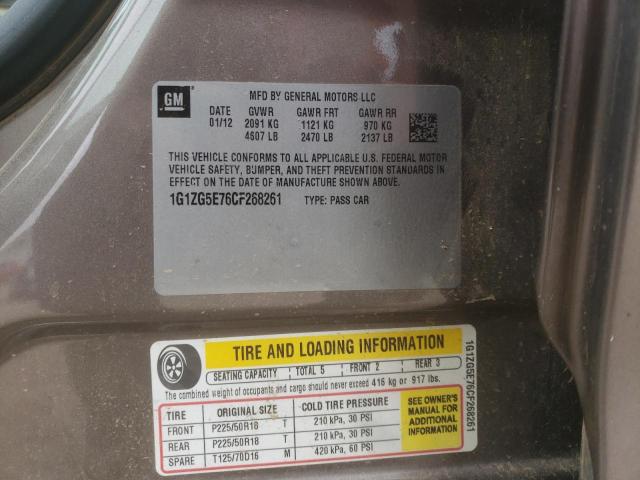 GM
MFD BY GENERAL MOTORS LLC
DATE GVWR GAWR FRT GAWR RR
01/12 2091 KG 1121 KG 970 KG
4607 LB 2470 LB 2137 LB
THIS VEHICLE CONFORMS TO ALL APPLICABLE U.S. FEDERAL MOTOR
VEHICLE SAFETY, BUMPER, AND THEFT PREVENTION STANDARDS IN
EFFECT ON THE DATE OF MANUFACTURE SHOWN ABOVE.
1G1ZG5E76CF268261 TYPE: PASS CAR
TIRE AND LOADING INFORMATION
SEATING CAPACITY TOTAL 5 FRONT 2 REAR 3
The combined weight of occupants and cargo should never exceed 416 kg or 917 lbs.
TIRE ORIGINAL SIZE COLD TIRE PRESSURE
FRONT P225/50R18 T 210 kPa, 30 PSI
REAR P225/50R18 T 210 kPa, 30 PSI
SPARE T125/70D16 M 420 kPa, 60 PSI
SEE OWNER'S
MANUAL FOR
ADDITIONAL
INFORMATION
1G1ZG5E76CF268261